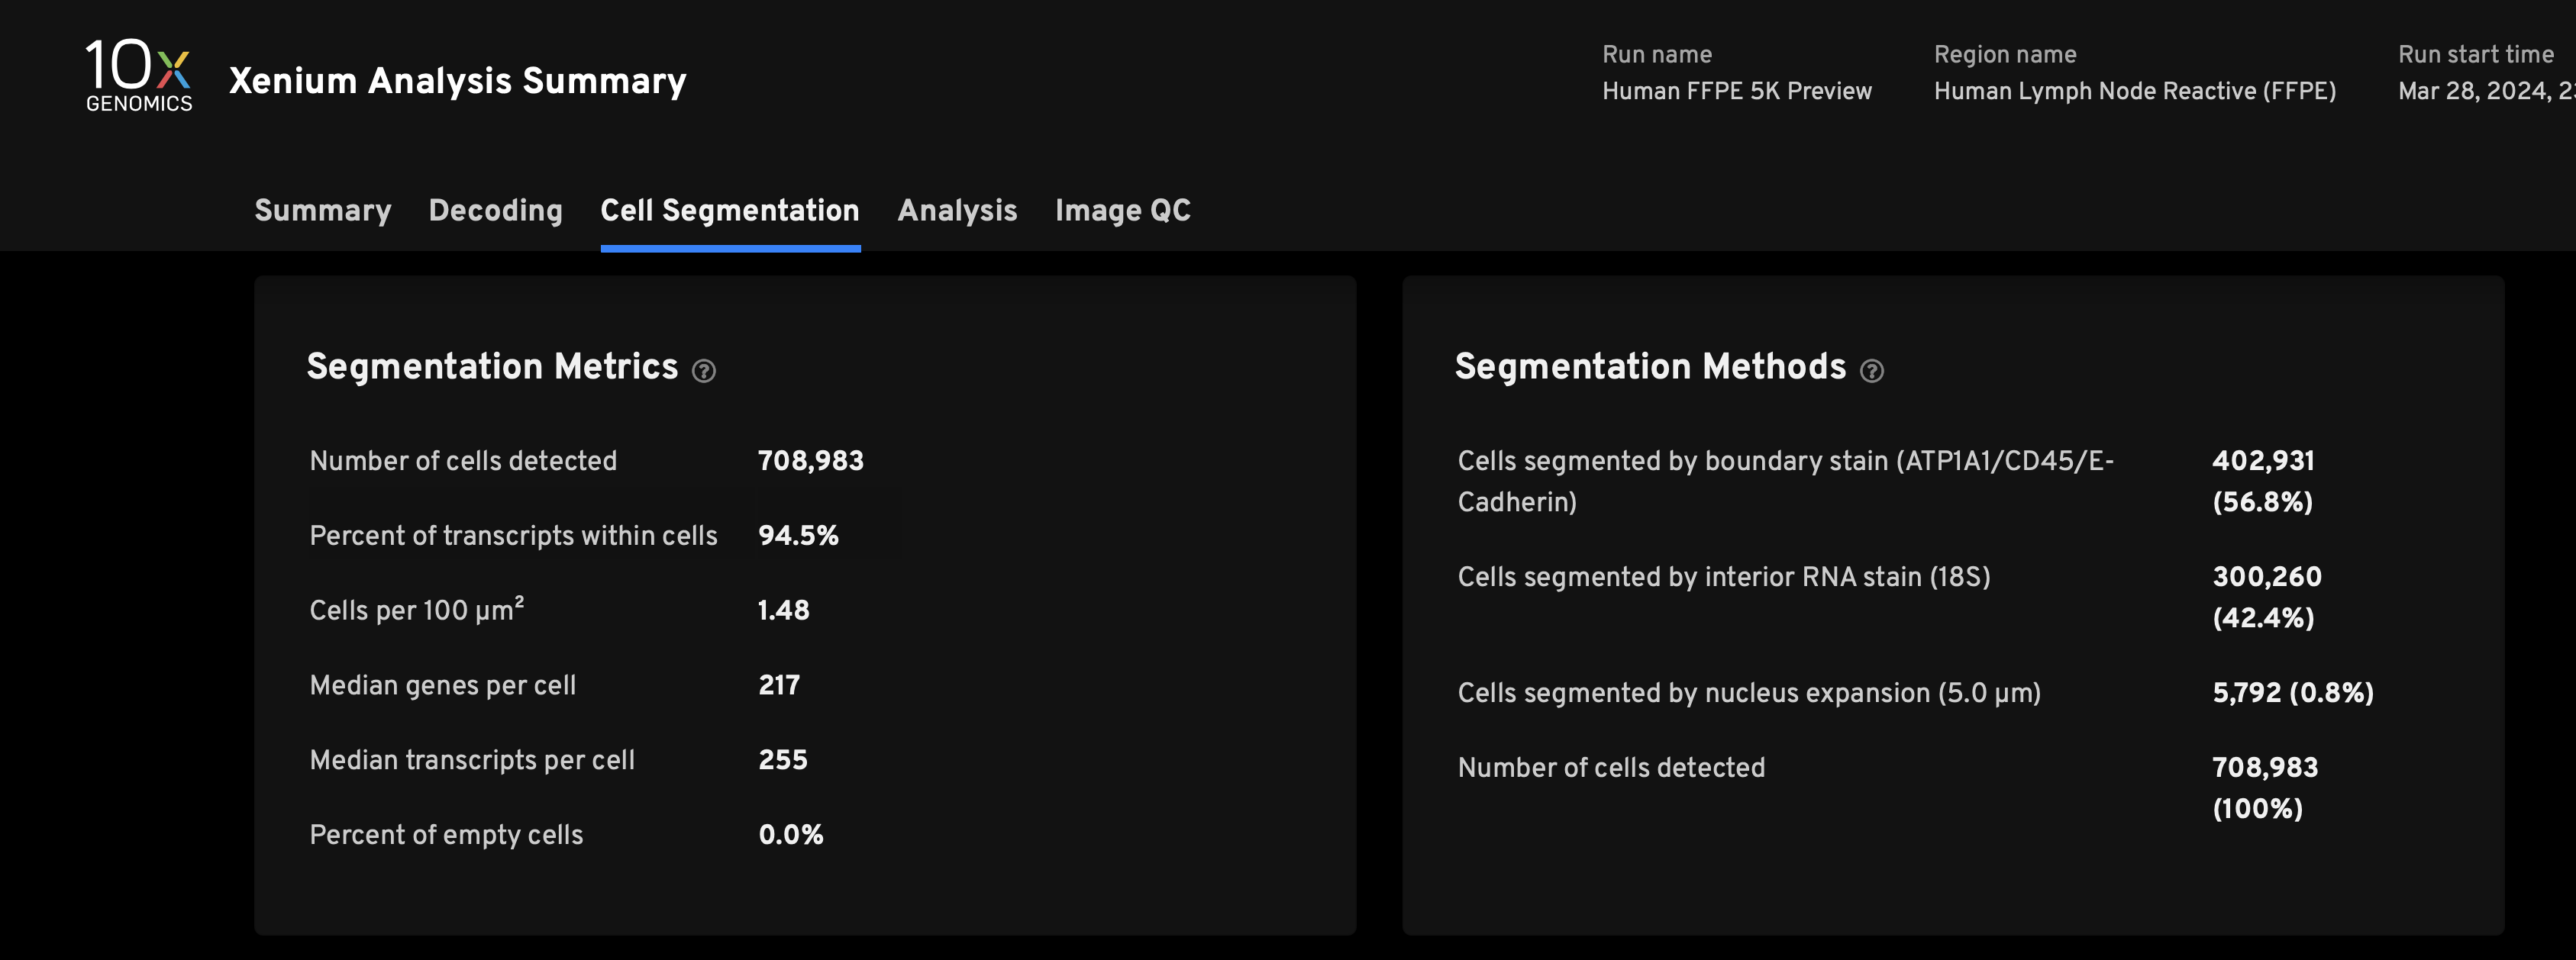 10x
GENOMICS
Xenium Analysis Summary
Run name
Human FFPE 5K Preview
Region name
Human Lymph Node Reactive (FFPE)
Run start time
Mar 28, 2024,
Summary Decoding Cell Segmentation Analysis Image QC
Segmentation Metrics ?
Number of cells detected 708,983
Percent of transcripts within cells 94.5%
Cells per 100 µm² 1.48
Median genes per cell 217
Median transcripts per cell 255
Percent of empty cells 0.0%
Segmentation Methods ?
Cells segmented by boundary stain (ATP1A1/CD45/E- 402,931
Cadherin) (56.8%)
Cells segmented by interior RNA stain (18S) 300,260
(42.4%)
Cells segmented by nucleus expansion (5.0 µm) 5,792 (0.8%)
Number of cells detected 708,983
(100%)